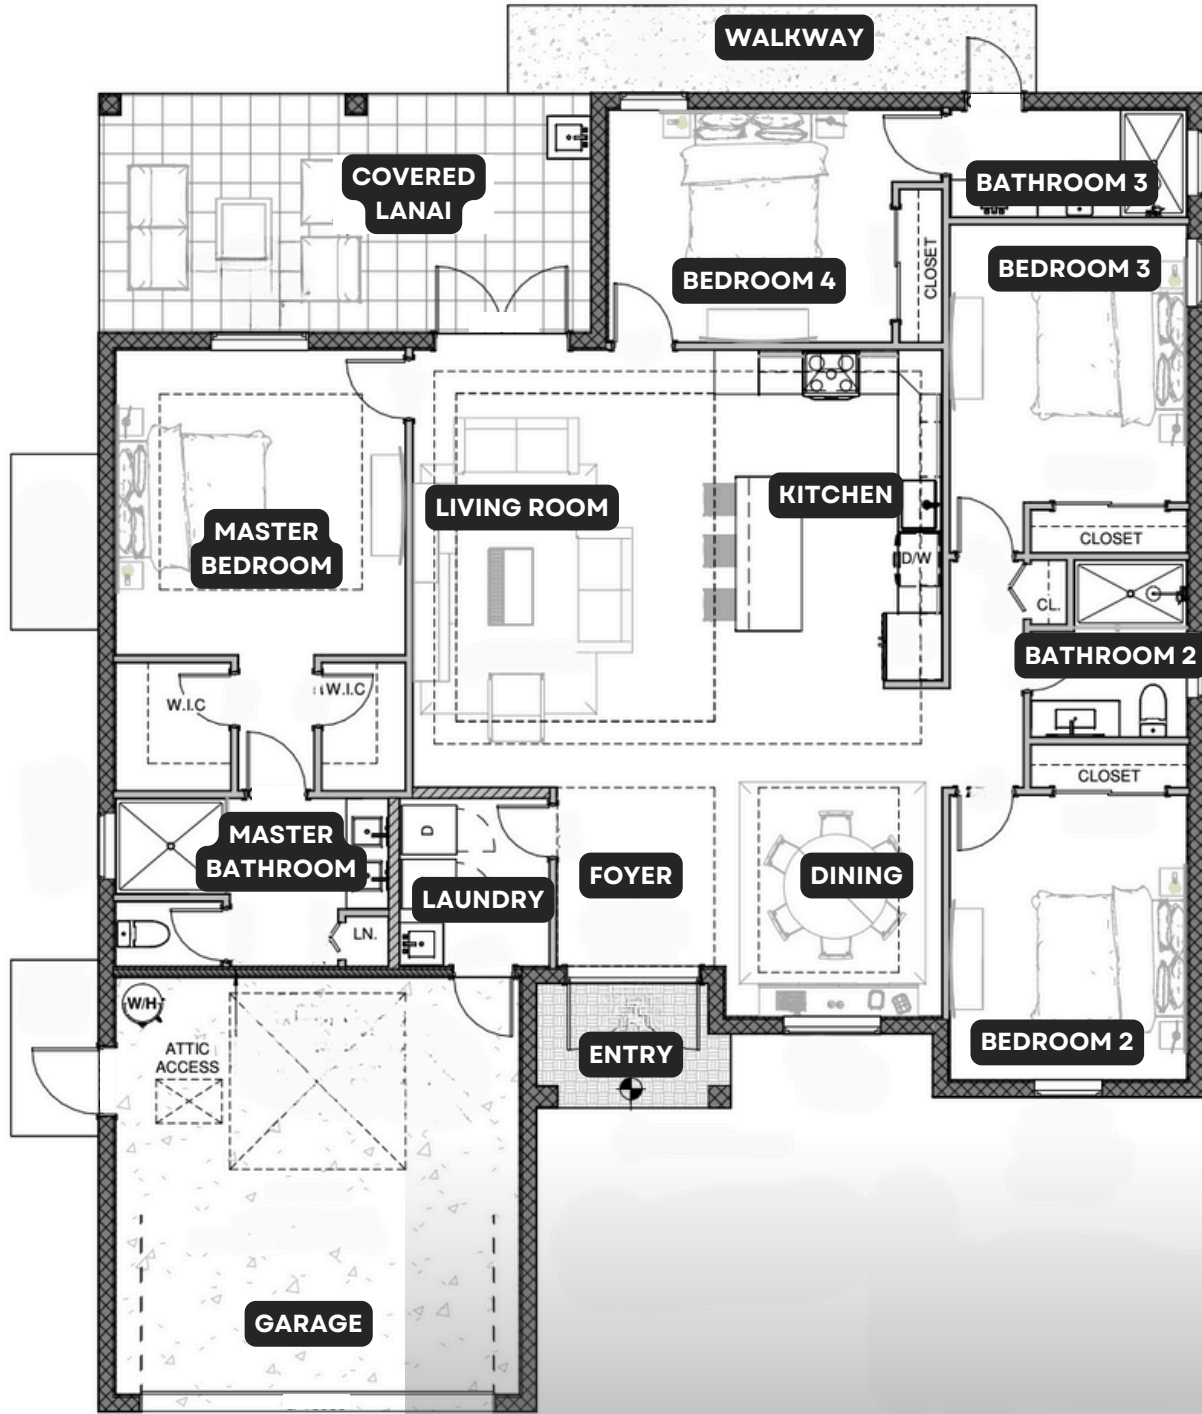 WALKWAY
COVERED
LANAI
BATHROOM 3
BEDROOM 4
CLOSET
BEDROOM 3
LIVING ROOM
KITCHEN
MASTER
BEDROOM
CLOSET
D/W
CL.
BATHROOM 2
W.I.C
W.I.C
CLOSET
MASTER
BATHROOM
D
LAUNDRY
FOYER
DINING
LN.
W/H
ATTIC
ACCESS
ENTRY
BEDROOM 2
GARAGE